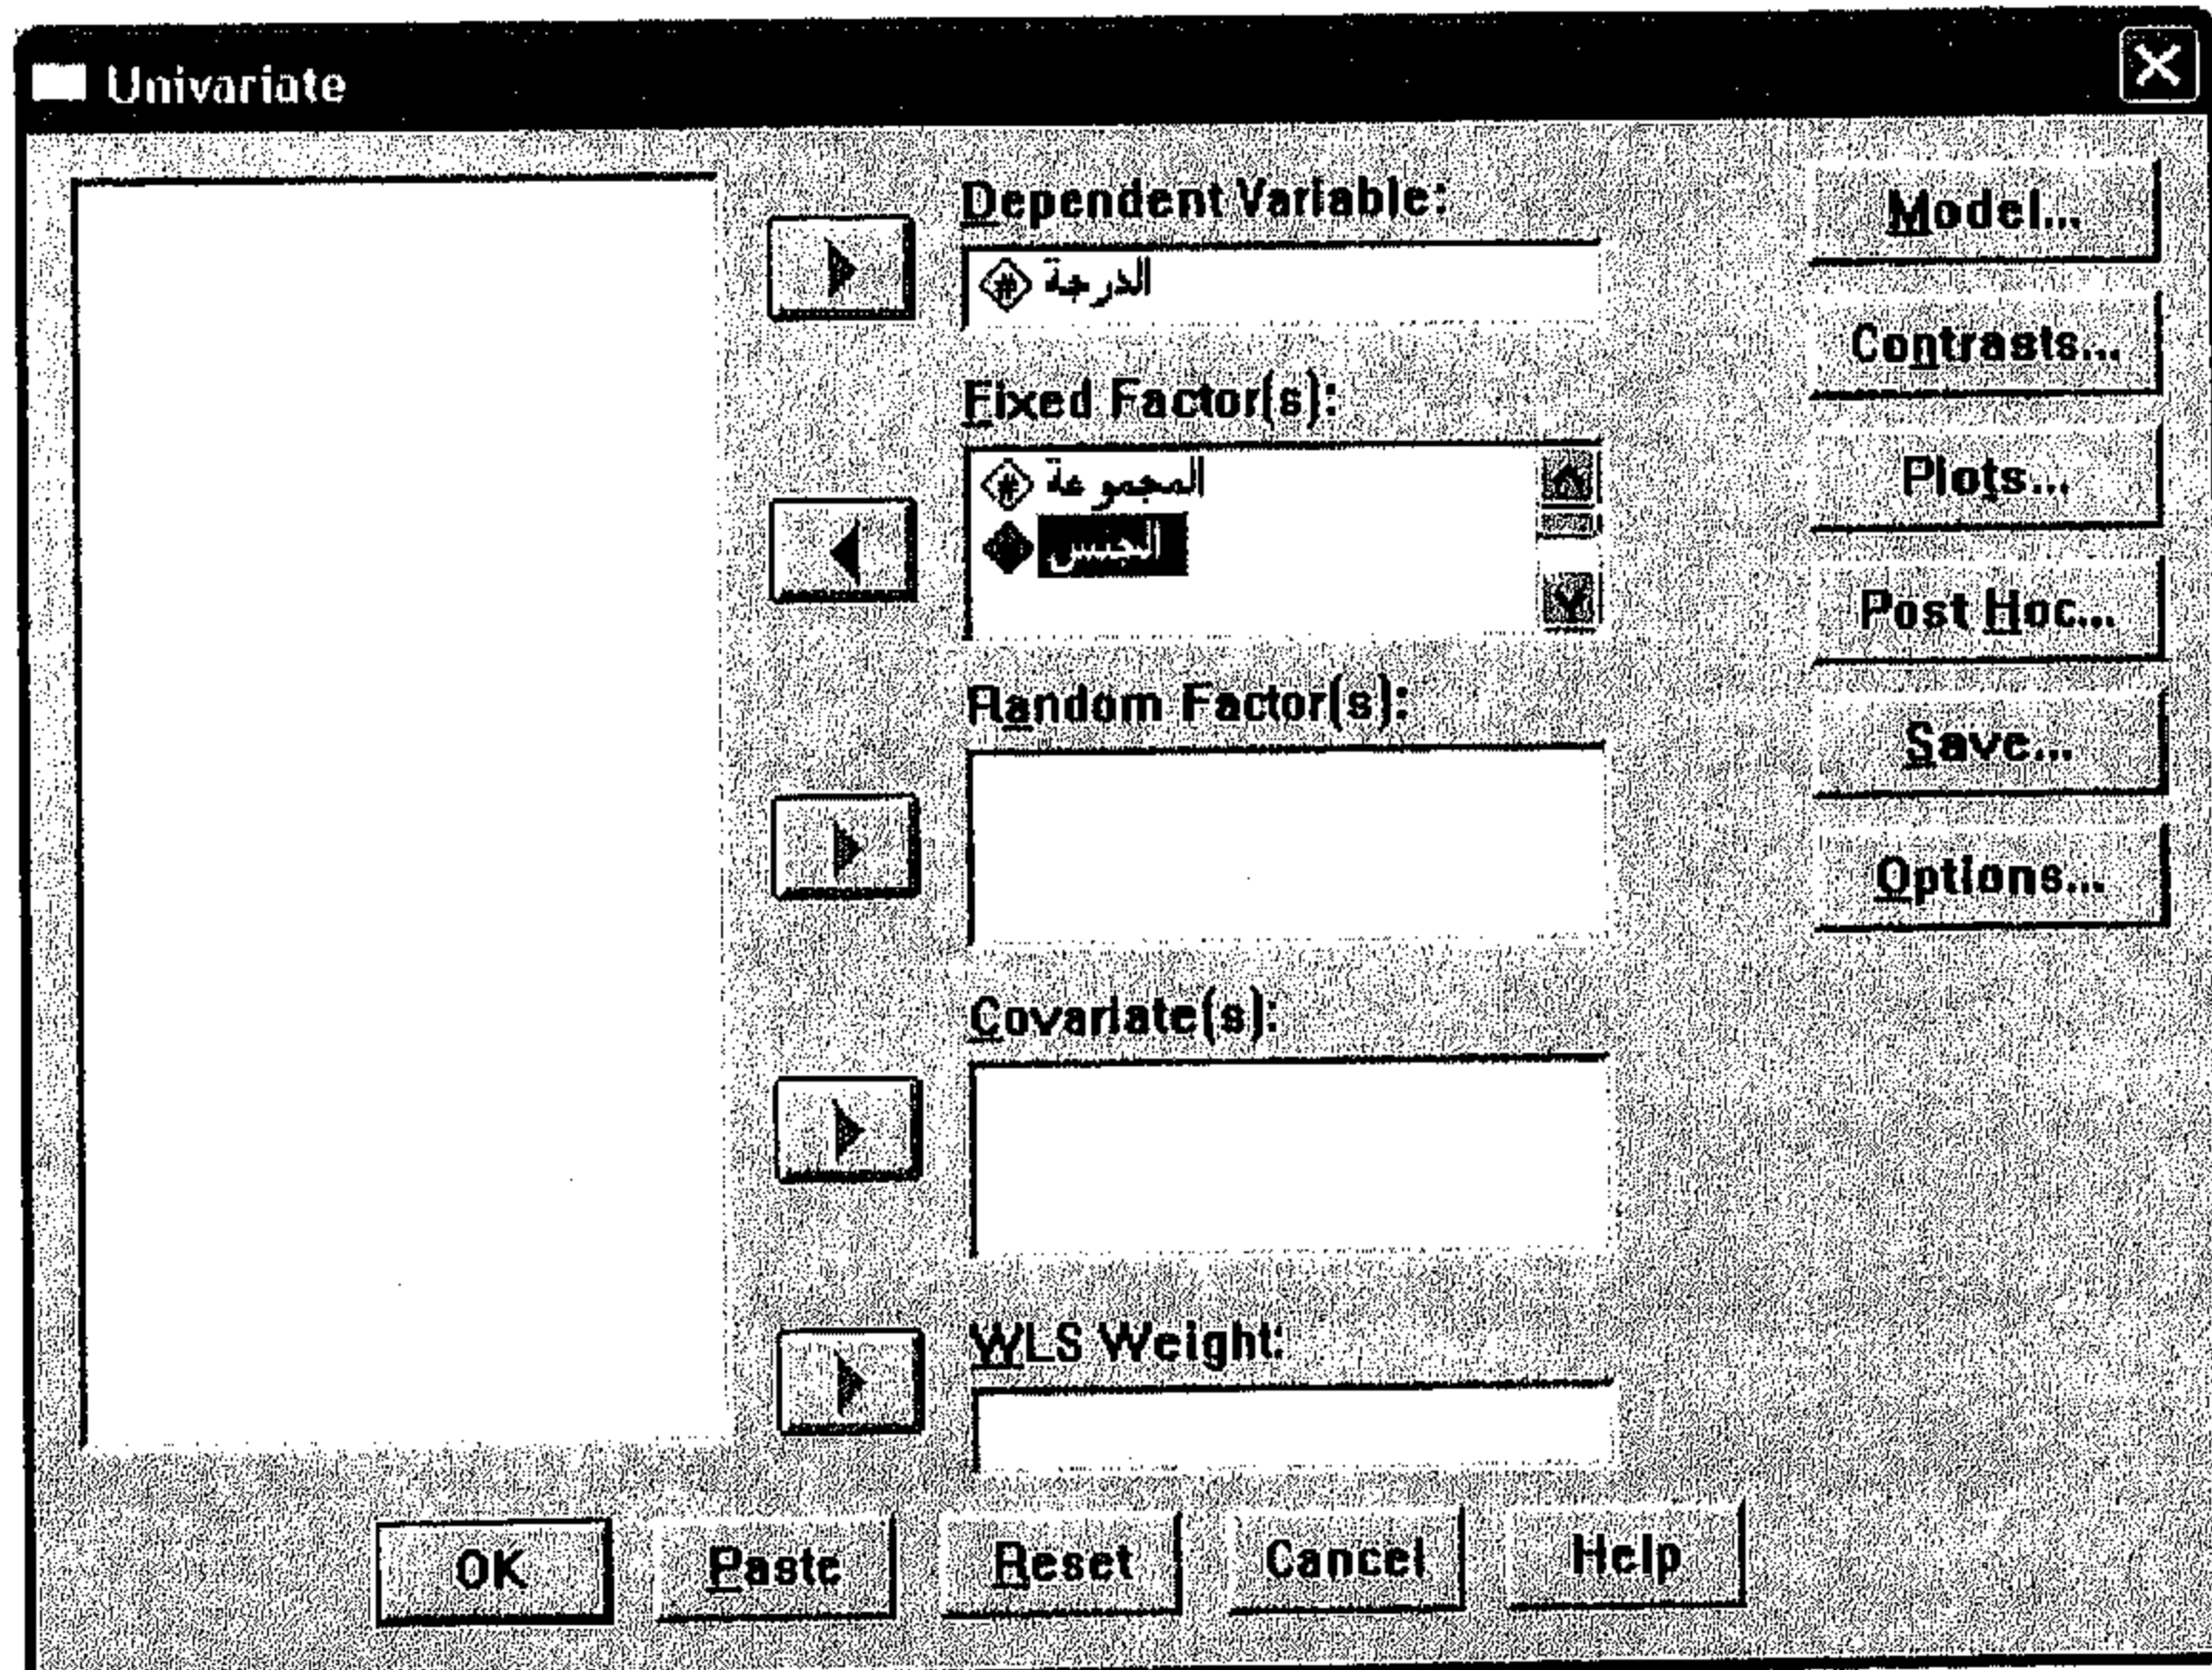 Univariate
Dependent Variable:
الدرجة
Fixed Factor(s):
المجموعة
الجنس
Random Factor(s):
Covariate(s):
WLS Weight:
Model...
Contrasts...
Plots...
Post Hoc...
Save...
Options...
OK Paste Reset Cancel Help